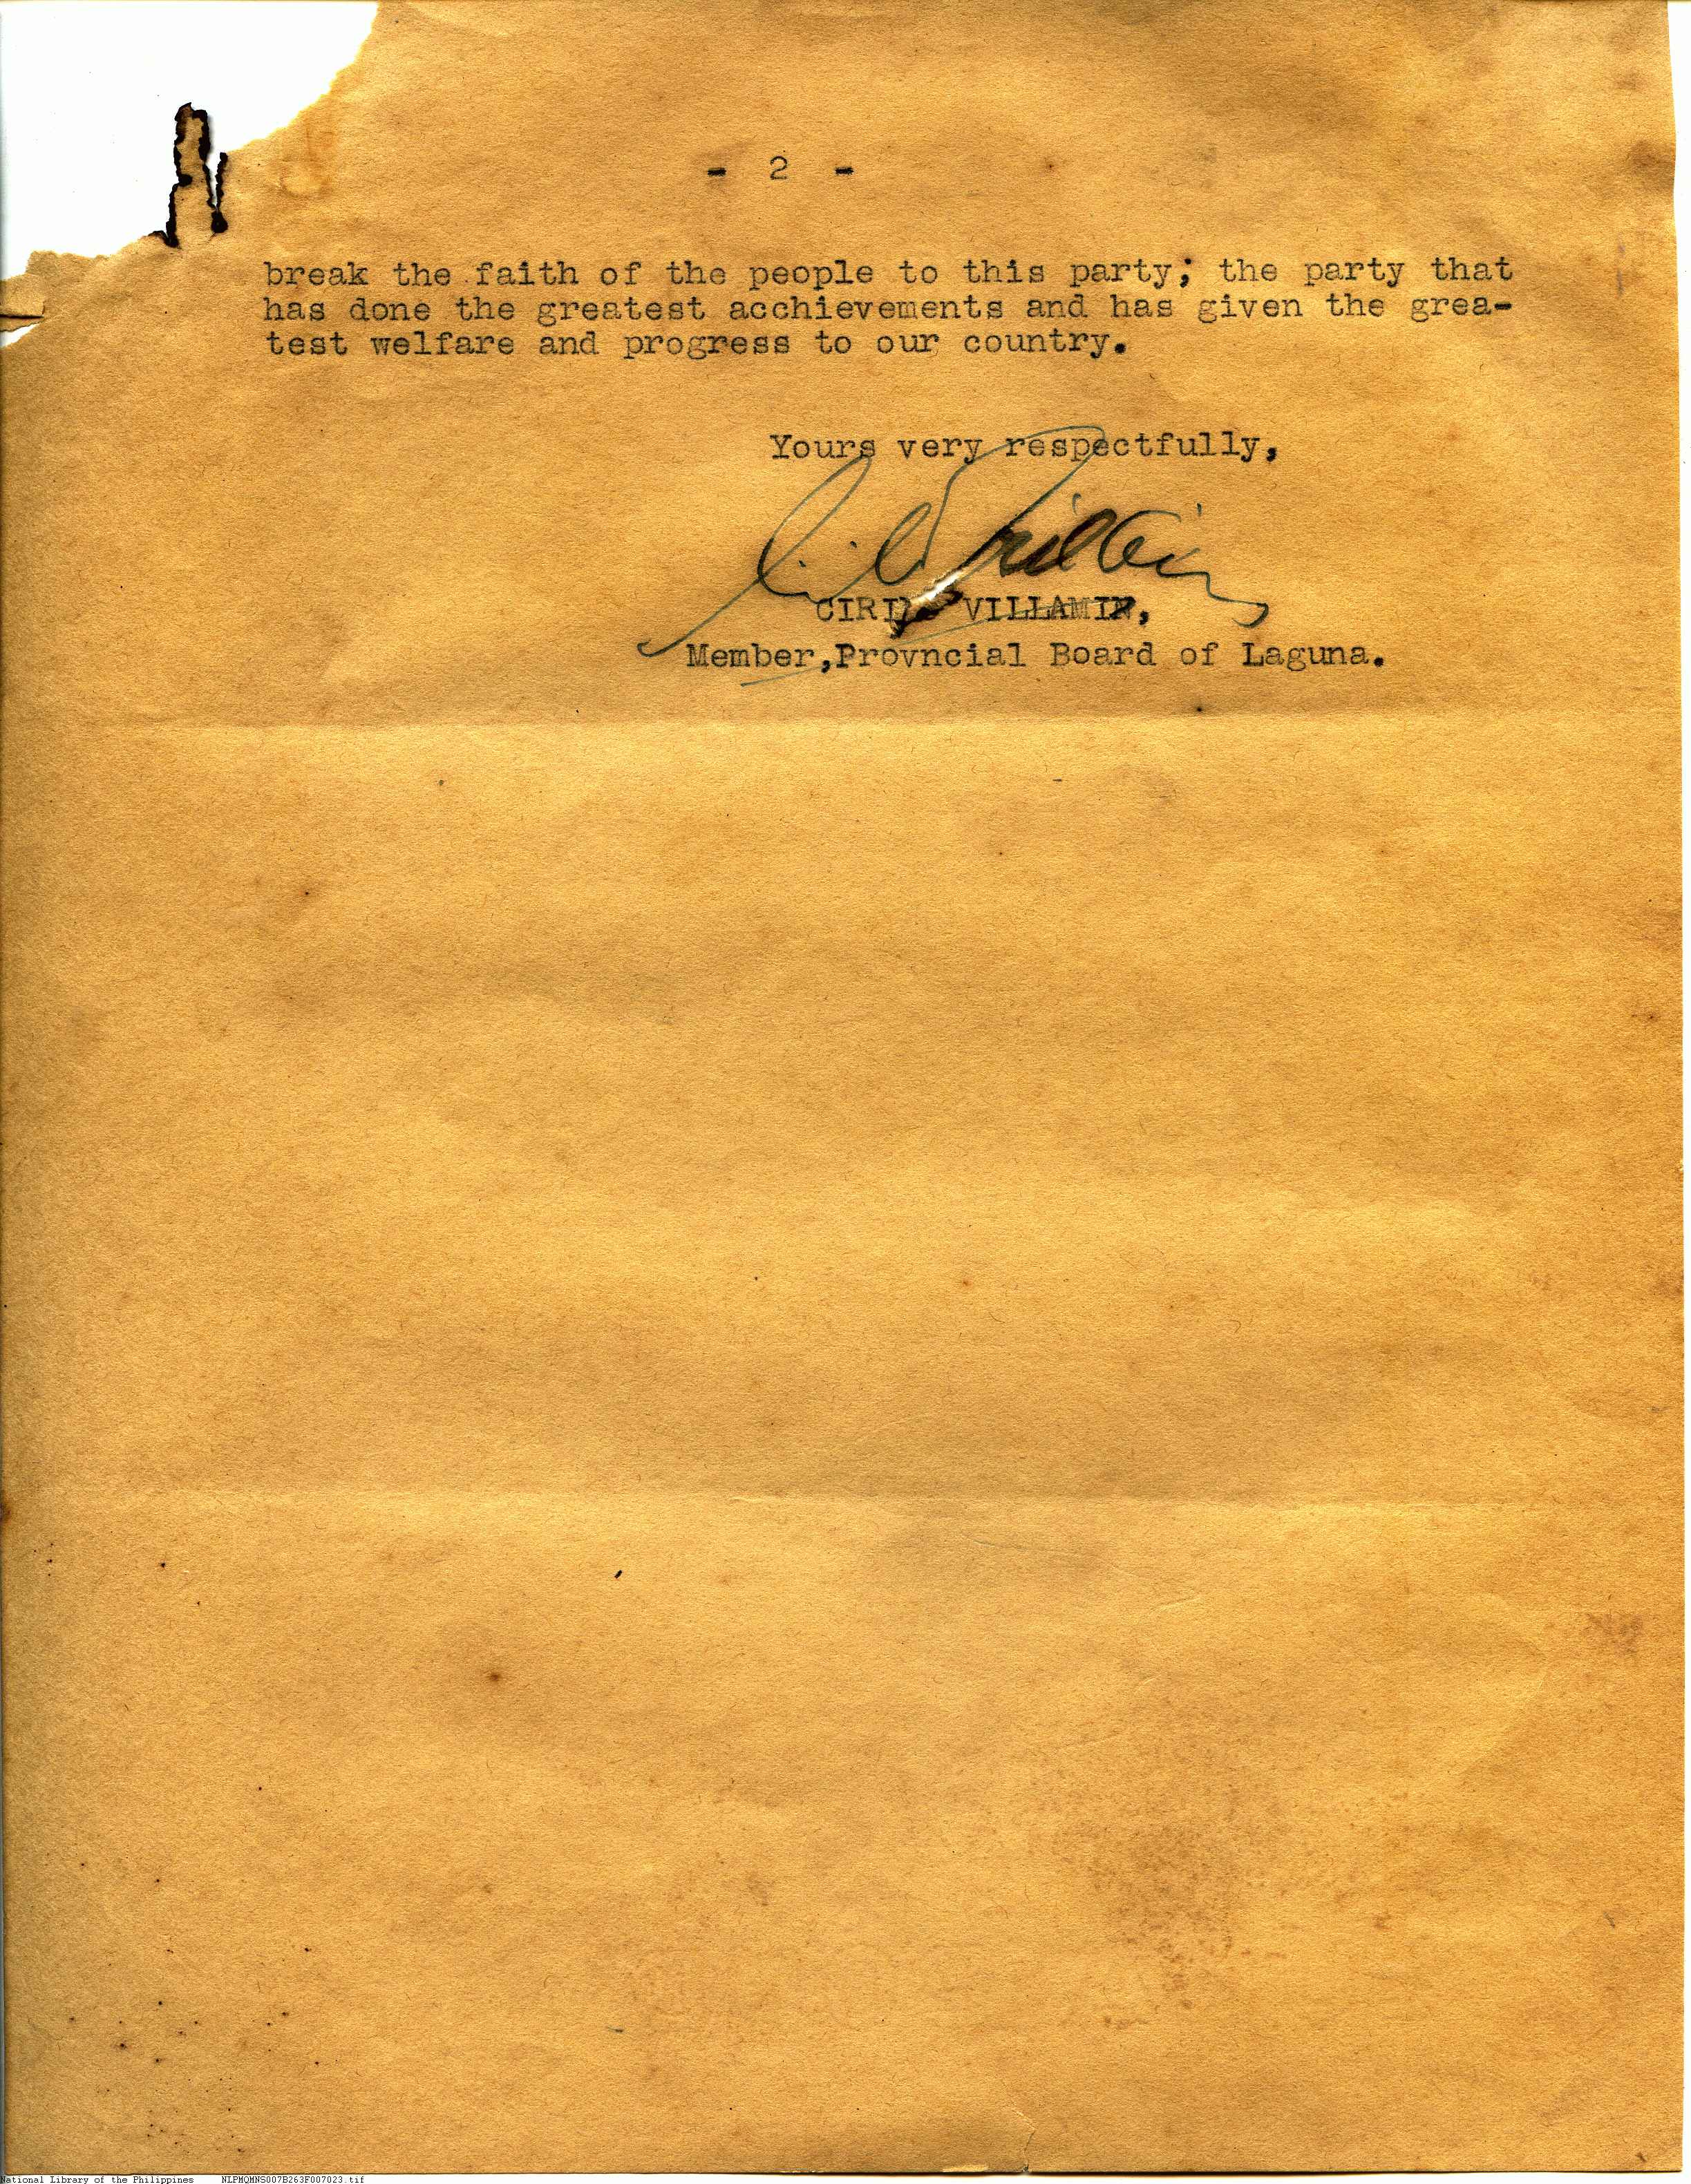 - 2 -
break the faith of the people to this party; the party that
has done the greatest acchievements and has given the grea-
test welfare and progress to our country.
Yours very respectfully,
VILLAMIN,
Member,Provncial Board of Laguna.
National Library of the Philippines NLPMQMNS007B263F007023.tif